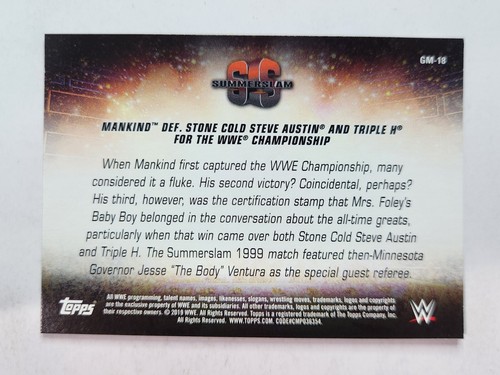 GM-18
SLS
SUMMERSLAM
MANKIND™ DEF. STONE COLD STEVE AUSTIN® AND TRIPLE H®
FOR THE WWE® CHAMPIONSHIP
When Mankind first captured the WWE Championship, many
considered it a fluke. His second victory? Coincidental, perhaps?
His third, however, was the certification stamp that Mrs. Foley's
Baby Boy belonged in the conversation about the all-time greats,
particularly when that win came over both Stone Cold Steve Austin
and Triple H. The Summerslam 1999 match featured then-Minnesota
Governor Jesse "The Body" Ventura as the special guest referee.
topps
All WWE programming, talent names, images, likenesses, slogans, wrestling moves, trademarks, logos and copyrights
are the exclusive property of WWE and its subsidiaries. All other trademarks, logos and copyrights are the property of
their respective owners. © 2019 WWE. All Rights Reserved. Topps is a registered trademark of The Topps Company, Inc.
All Rights Reserved. WWW.TOPPS.COM. CODE#CMP036354.
W